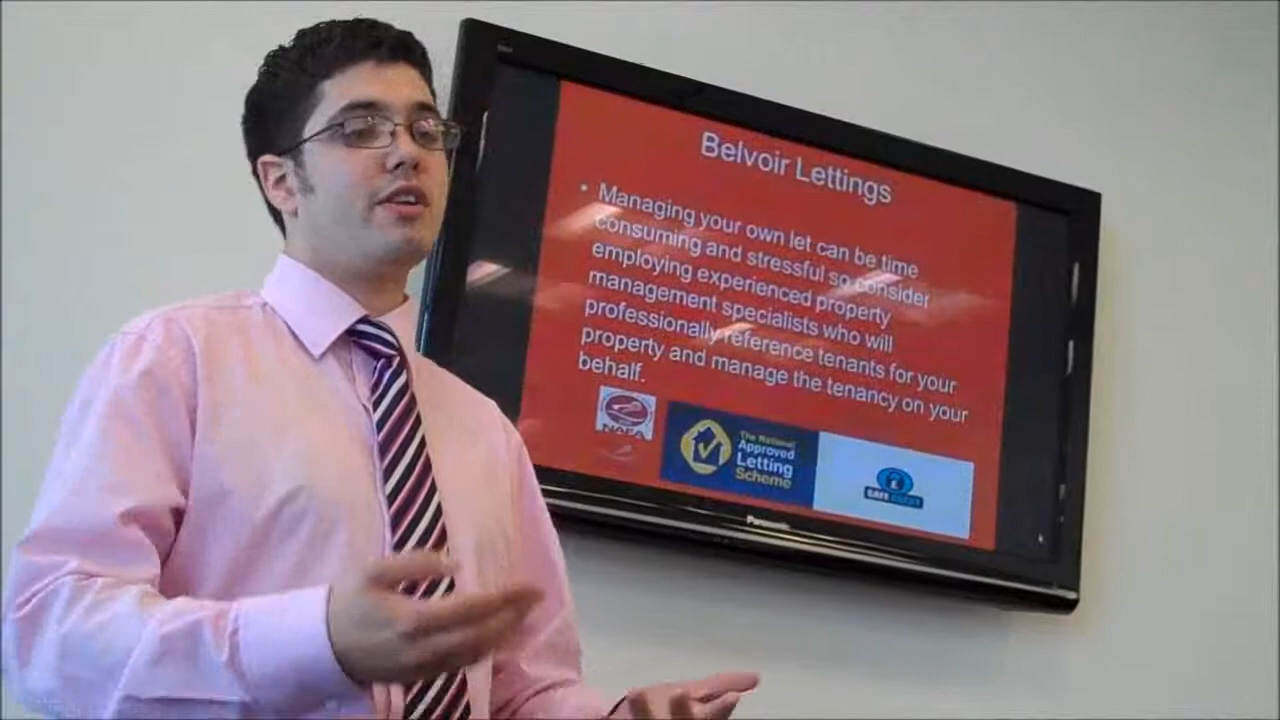 Belvoir Lettings
• Managing your own let can be time
consuming and stressful so consider
employing experienced property
management specialists who will
professionally reference tenants for your
property and manage the tenancy on your
behalf.
NAEA
The National
Approved
Letting
Scheme
SAFE AGENT
Panasonic